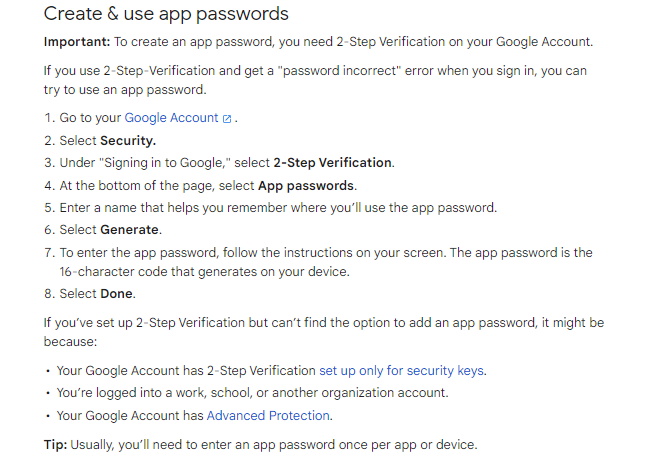 Create & use app passwords
Important: To create an app password, you need 2-Step Verification on your Google Account.
If you use 2-Step-Verification and get a "password incorrect" error when you sign in, you can
try to use an app password.
1. Go to your Google Account .
2. Select Security.
3. Under "Signing in to Google," select 2-Step Verification.
4. At the bottom of the page, select App passwords.
5. Enter a name that helps you remember where you’ll use the app password.
6. Select Generate.
7. To enter the app password, follow the instructions on your screen. The app password is the
16-character code that generates on your device.
8. Select Done.
If you’ve set up 2-Step Verification but can’t find the option to add an app password, it might be
because:
• Your Google Account has 2-Step Verification set up only for security keys.
• You’re logged into a work, school, or another organization account.
• Your Google Account has Advanced Protection.
Tip: Usually, you’ll need to enter an app password once per app or device.